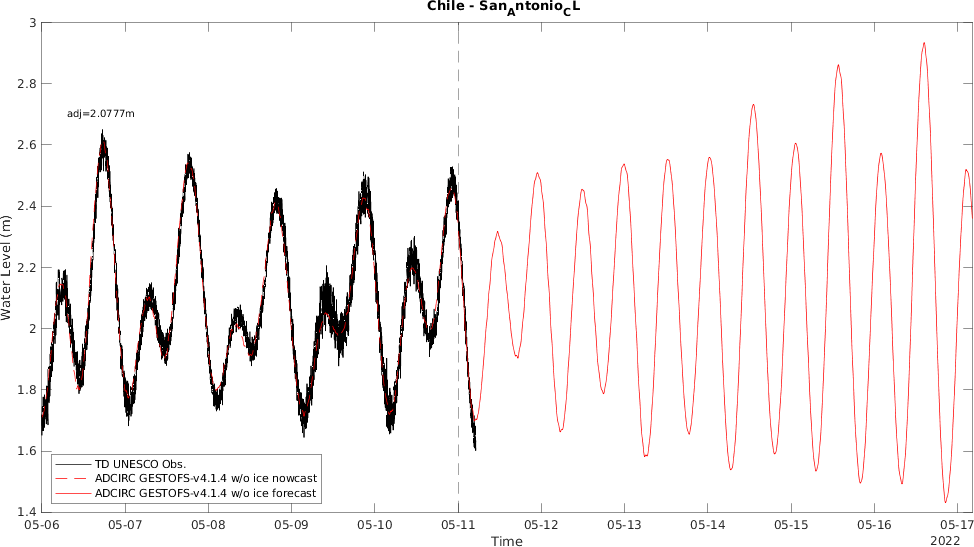 Chile - SanAntonioCL
3
2.8
adj=2.0777m
2.6
2.4
Water Level (m)
2.2
2
1.8
1.6
TD UNESCO Obs.
ADCIRC GESTOFS-v4.1.4 w/o ice nowcast
ADCIRC GESTOFS-v4.1.4 w/o ice forecast
1.4
05-06 05-07 05-08 05-09 05-10 05-11 05-12 05-13 05-14 05-15 05-16 05-17
Time
2022